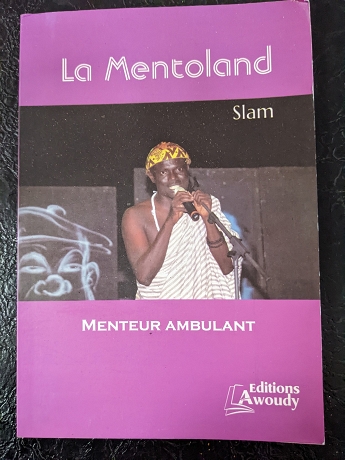 La Mentoland
Slam
MENTEUR AMBULANT
Editions
Awoudy